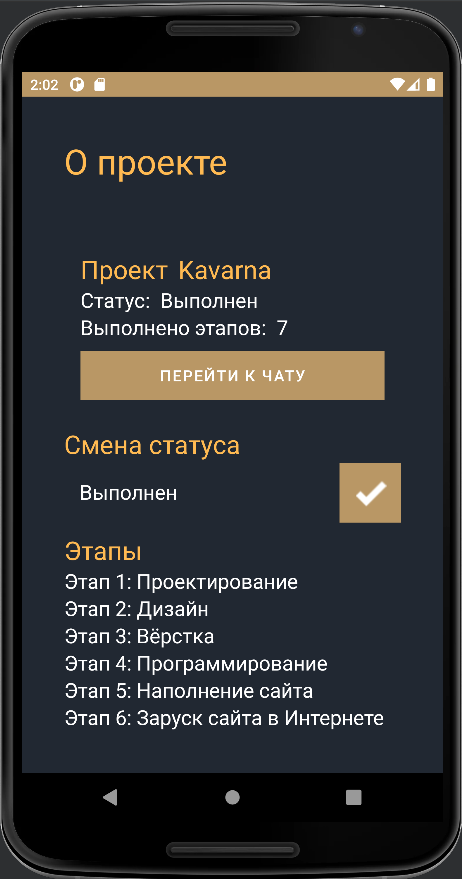 2:02
О проекте
Проект Kavarna
Статус: Выполнен
Выполнено этапов: 7
ПЕРЕЙТИ К ЧАТУ
Смена статуса
Выполнен
Этапы
Этап 1: Проектирование
Этап 2: Дизайн
Этап 3: Вёрстка
Этап 4: Программирование
Этап 5: Наполнение сайта
Этап 6: Заруск сайта в Интернете